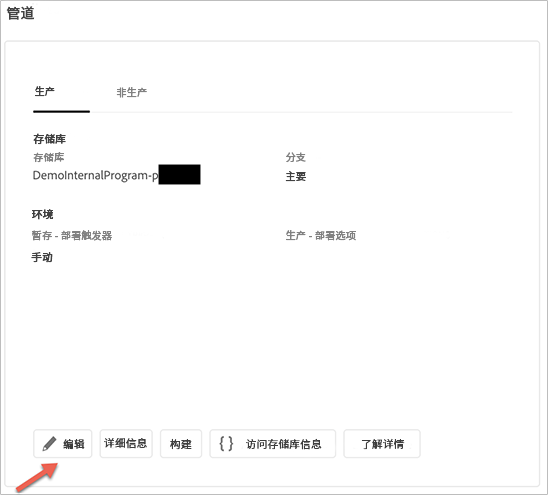 管道
生产 非生产
存储库
存储库 分支
DemoInternalProgram-p 主要
环境
暂存 - 部署触发器 生产 - 部署选项
手动
编辑 详细信息 构建 { } 访问存储库信息 了解详情